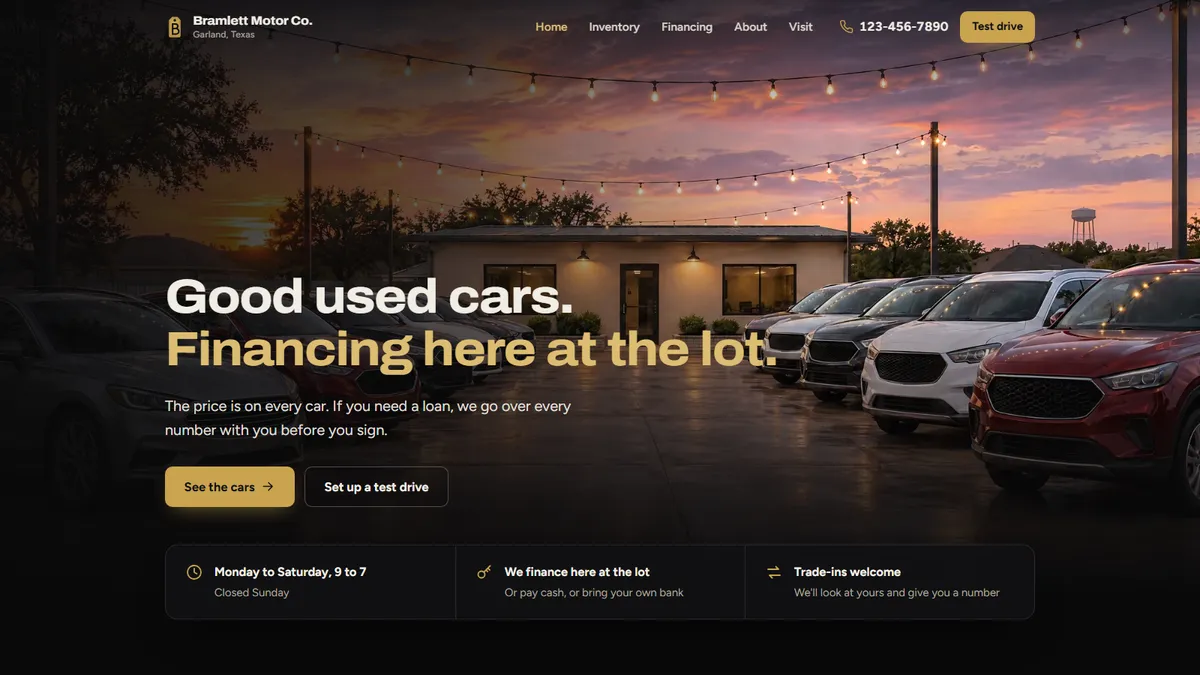 B
Bramlett Motor Co.
Garland, Texas
Home Inventory Financing About Visit 123-456-7890 Test drive
Good used cars.
Financing here at the lot.
The price is on every car. If you need a loan, we go over every
number with you before you sign.
See the cars → Set up a test drive
Monday to Saturday, 9 to 7
Closed Sunday
We finance here at the lot
Or pay cash, or bring your own bank
Trade-ins welcome
We'll look at yours and give you a number